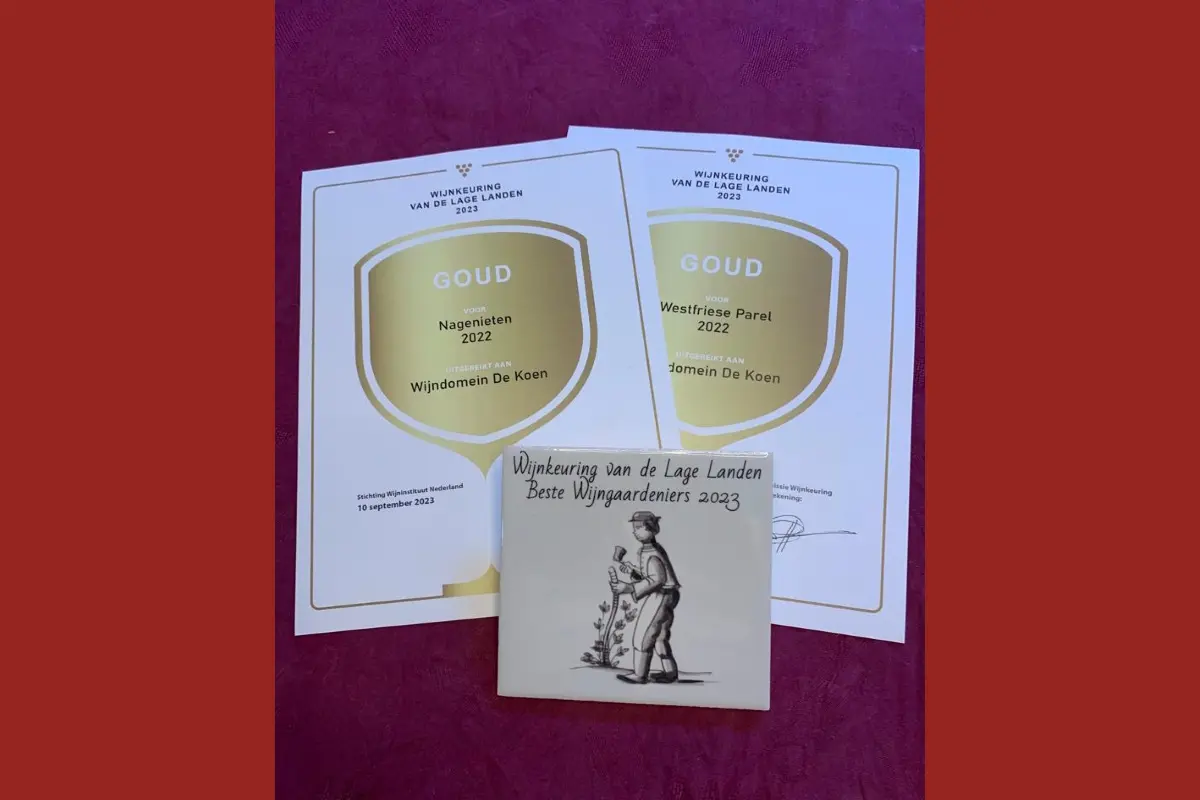 WIJNKEURING
VAN DE LAGE LANDEN
2023
GOUD
VOOR
Nagenieten
2022
UITGEREIKT AAN
Wijndomein De Koen
Stichting Wijninstituut Nederland
10 september 2023
WIJNKEURING
VAN DE LAGE LANDEN
2023
GOUD
VOOR
Westfriese Parel
2022
UITGEREIKT AAN
domein De Koen
Wijnkeuring
ekening:
Wijnkeuring van de Lage Landen
Beste Wijngaardeniers 2023